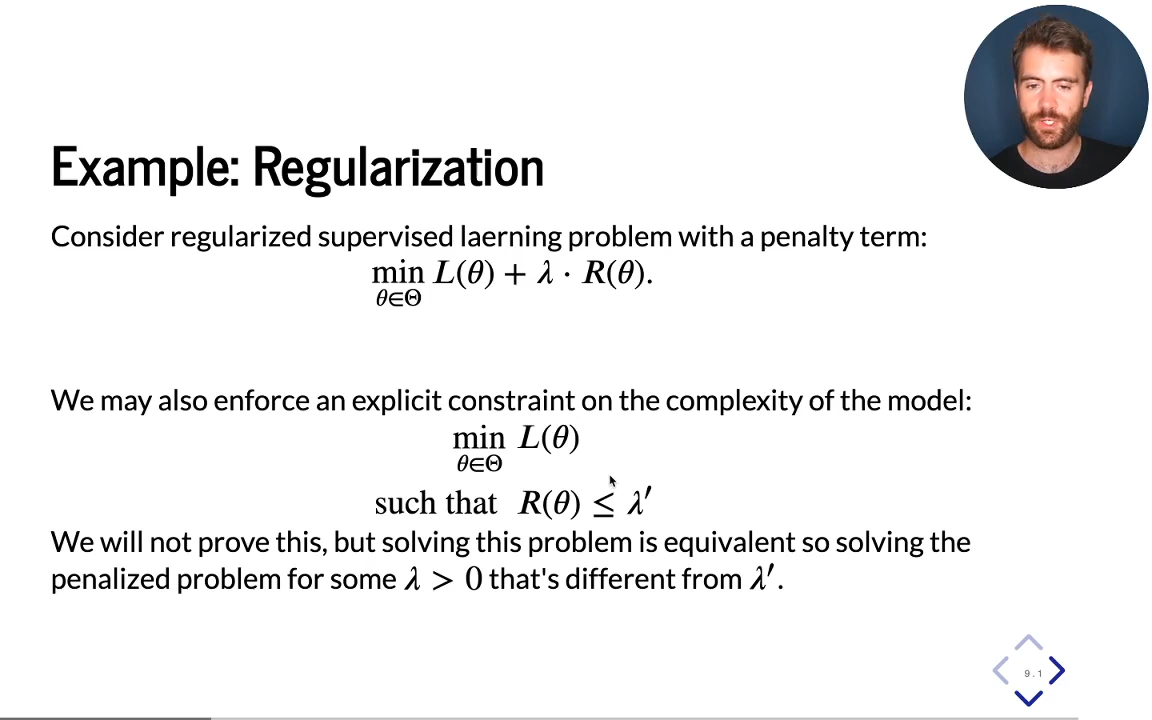 Example: Regularization
Consider regularized supervised laerning problem with a penalty term:
min L(θ) + λ · R(θ).
θ∈Θ
We may also enforce an explicit constraint on the complexity of the model:
min L(θ)
θ∈Θ
such that R(θ) ≤ λ′
We will not prove this, but solving this problem is equivalent so solving the
penalized problem for some λ > 0 that's different from λ′.
9.1